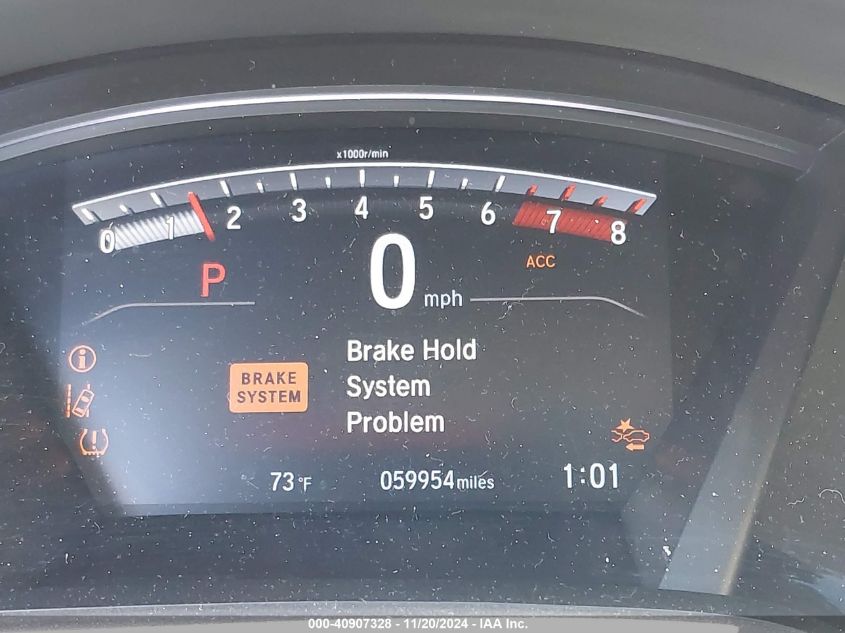 x1000r/min
0 1 2 3 4 5 6 7 8
P
0 mph
ACC
Brake Hold
System
Problem
BRAKE
SYSTEM
73°F
059954 miles
1:01
000-40907328 - 11/20/2024 - IAA Inc.